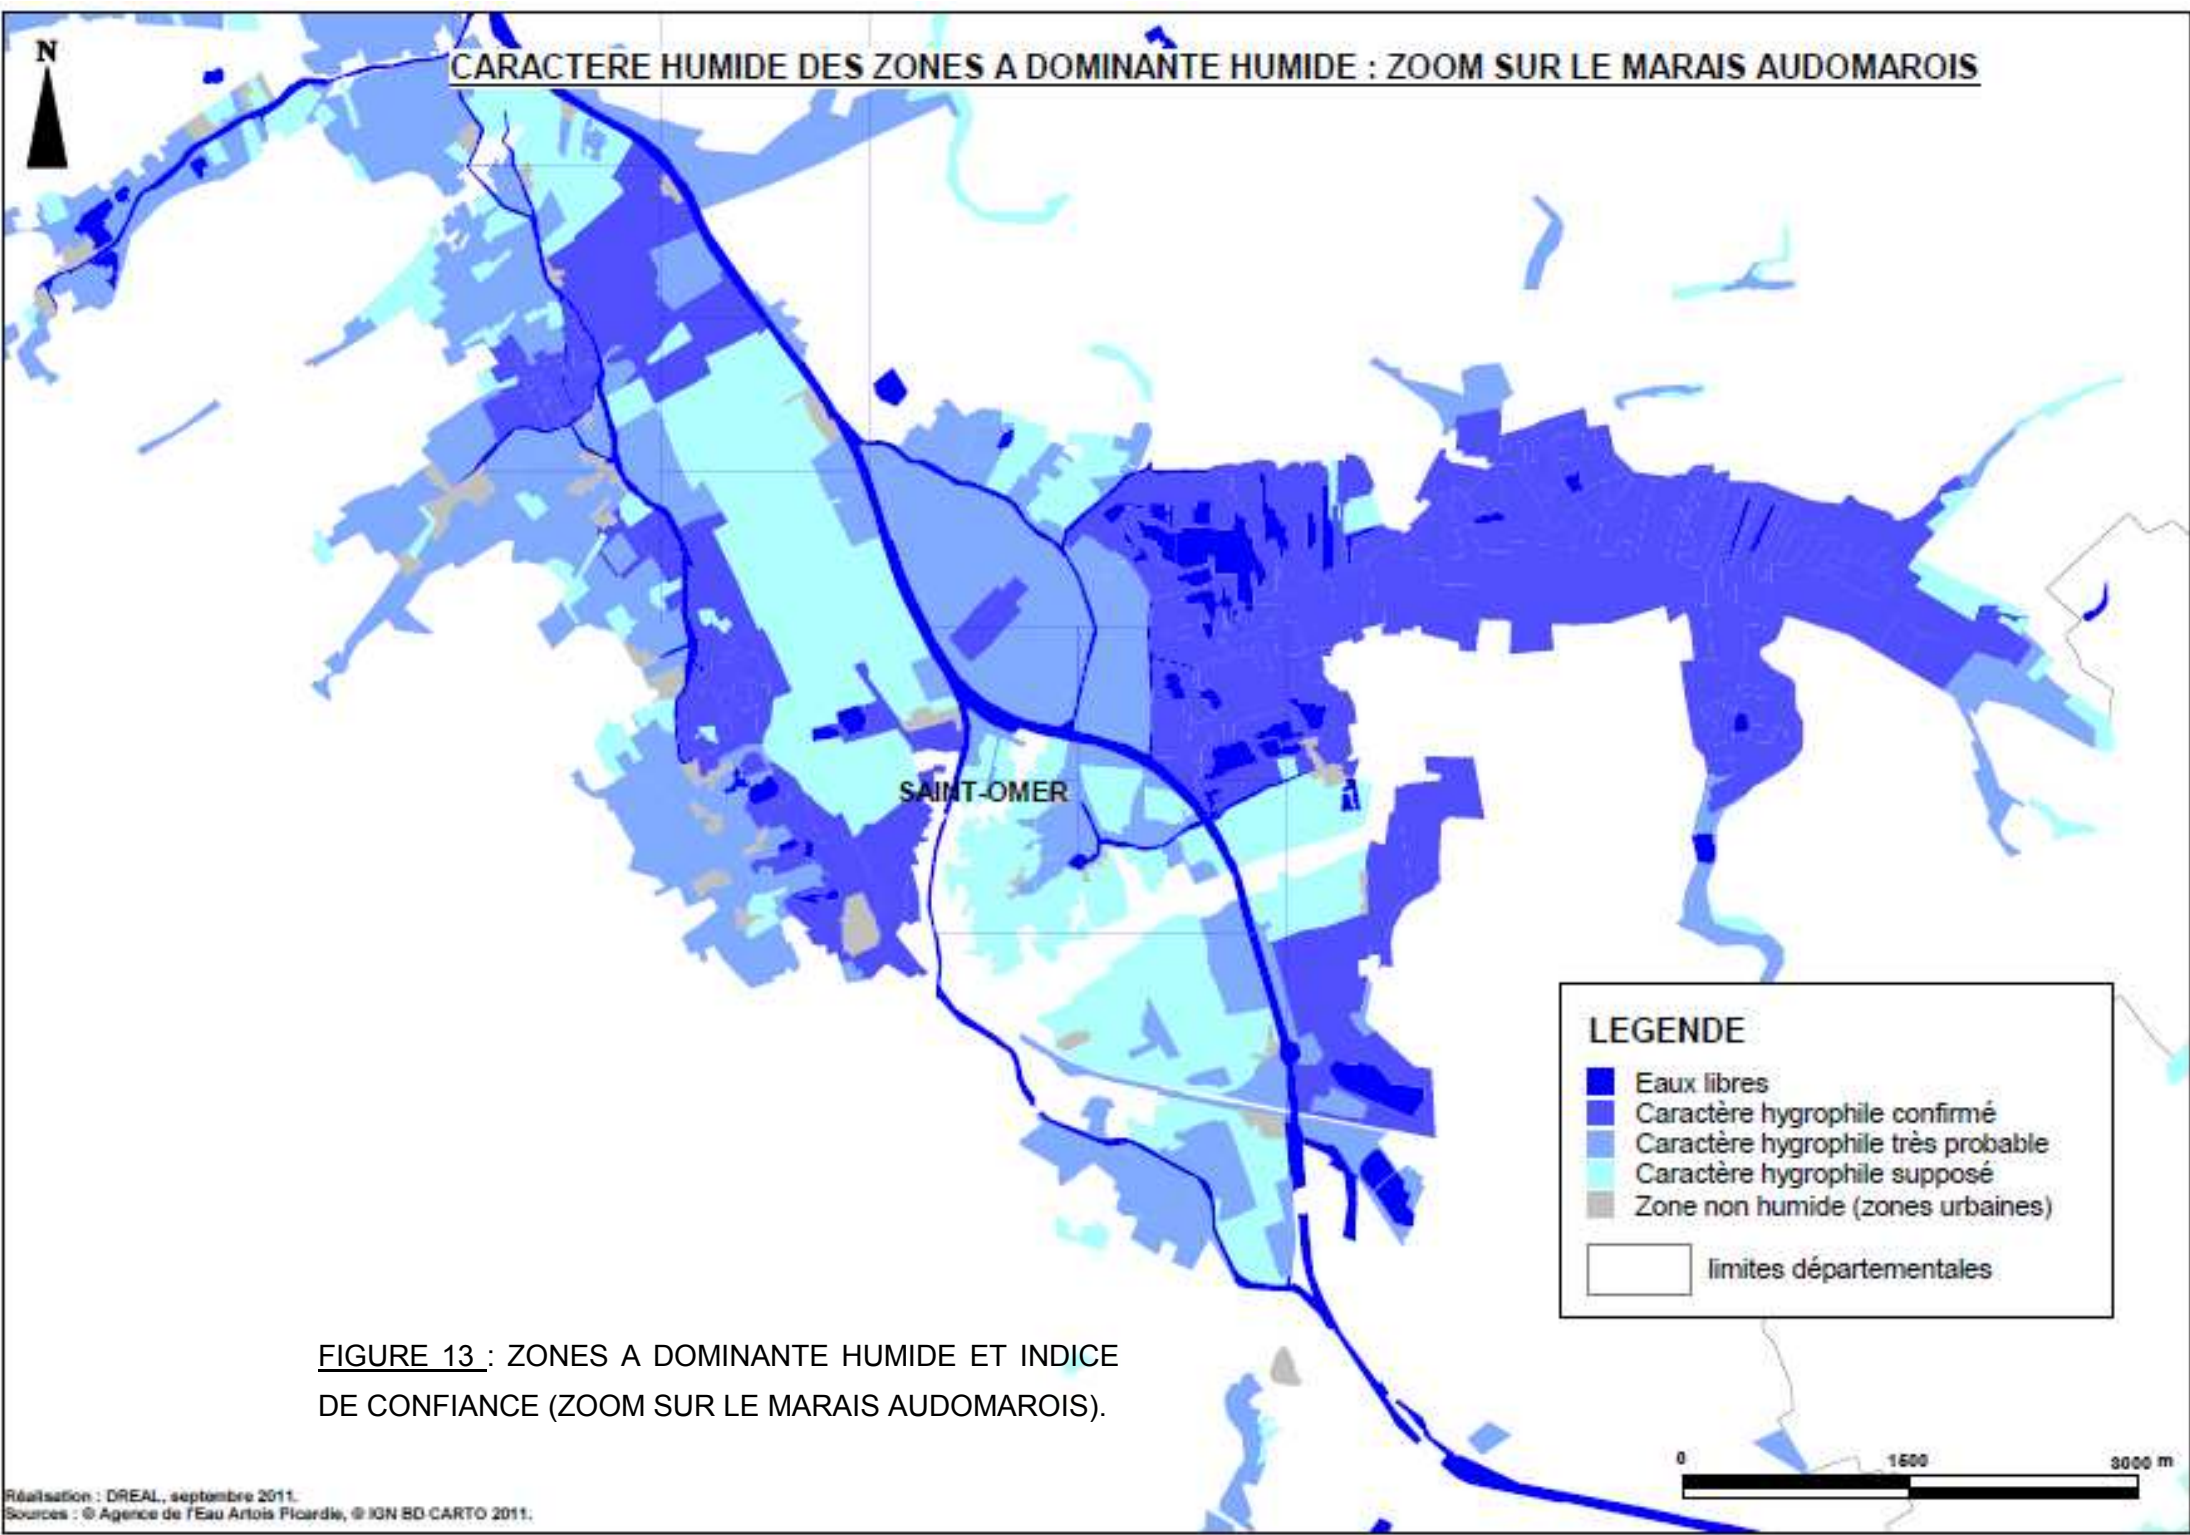 N
CARACTERE HUMIDE DES ZONES A DOMINANTE HUMIDE : ZOOM SUR LE MARAIS AUDOMAROIS
SAINT-OMER
LEGENDE
Eaux libres
Caractère hygrophile confirmé
Caractère hygrophile très probable
Caractère hygrophile supposé
Zone non humide (zones urbaines)
limites départementales
FIGURE 13 : ZONES A DOMINANTE HUMIDE ET INDICE
DE CONFIANCE (ZOOM SUR LE MARAIS AUDOMAROIS).
0 1500 3000 m
Réalisation : DREAL, septembre 2011.
Sources : © Agence de l'Eau Artois Picardie, © IGN BD CARTO 2011.